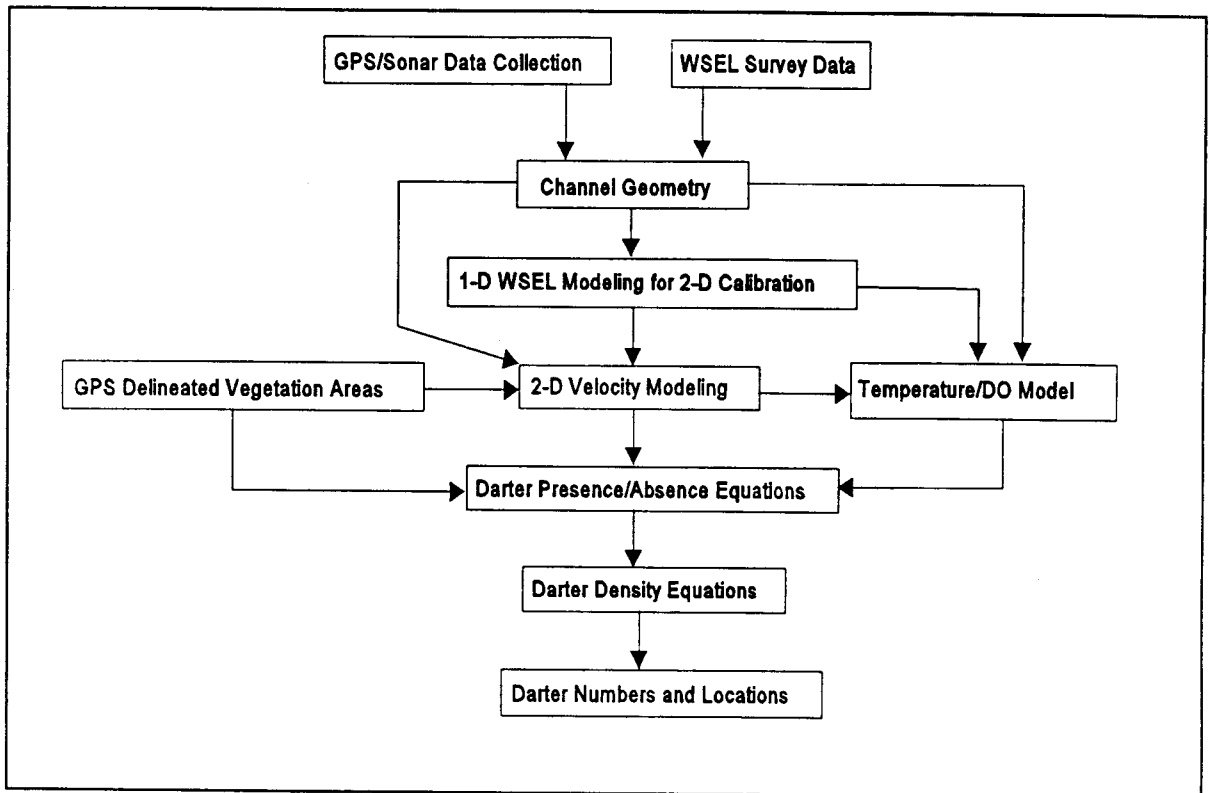 GPS/Sonar Data Collection
WSEL Survey Data
Channel Geometry
1-D WSEL Modeling for 2-D Calibration
GPS Delineated Vegetation Areas
2-D Velocity Modeling
Temperature/DO Model
Darter Presence/Absence Equations
Darter Density Equations
Darter Numbers and Locations